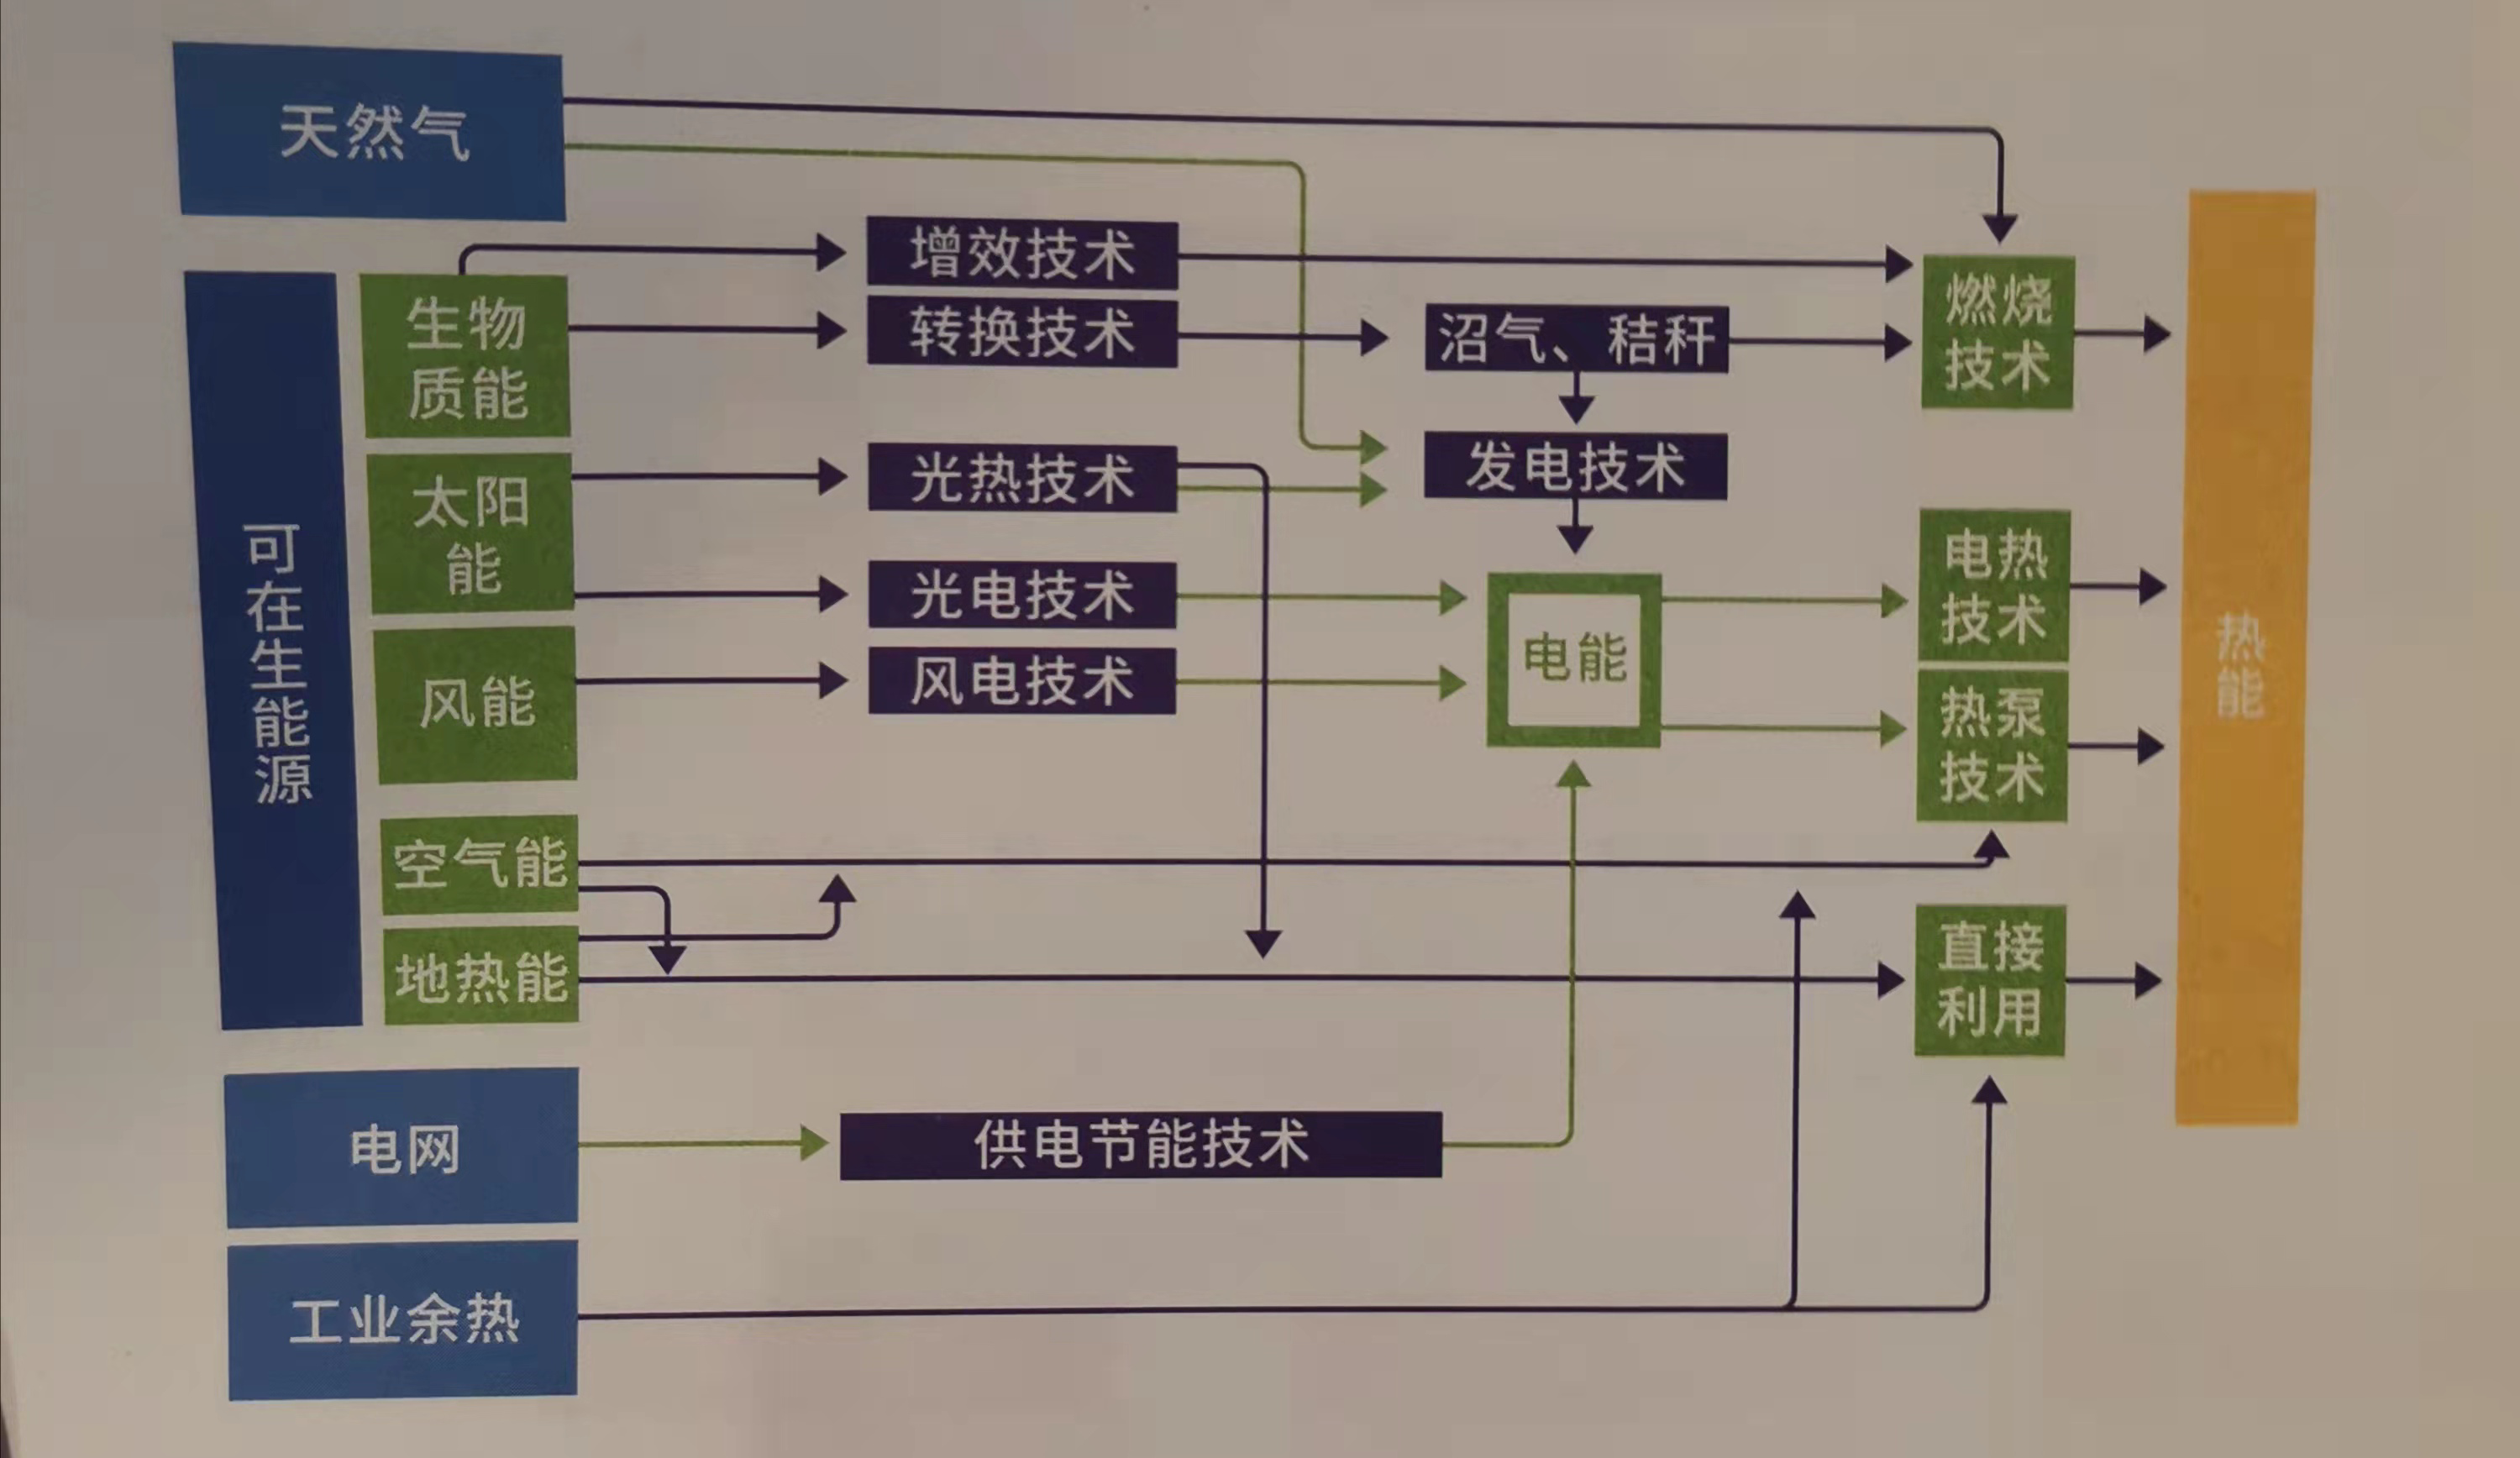 天然气
增效技术
生物
质能
转换技术
沼气、秸秆
燃烧
技术
太阳
能
光热技术
发电技术
可在生能源
光电技术
电能
电热
技术
风能
风电技术
热泵
技术
热能
空气能
地热能
直接
利用
电网
供电节能技术
工业余热